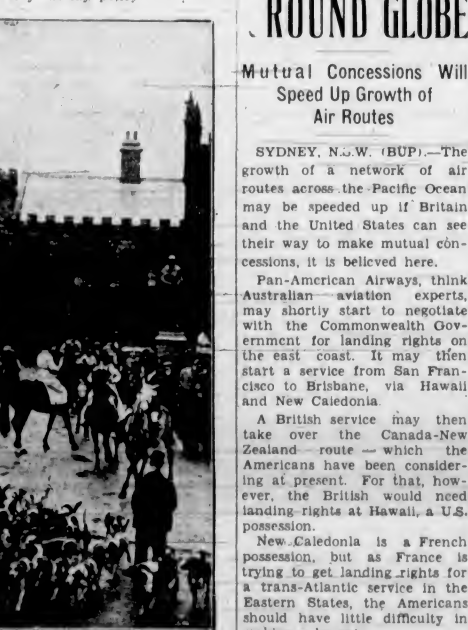 ROUND GLOBE
Mutual Concessions Will
Speed Up Growth of
Air Routes
SYDNEY, N.S.W. (BUP).—The
growth of a network of air
routes across the Pacific Ocean
may be speeded up if Britain
and the United States can see
their way to make mutual con-
cessions, it is believed here.
Pan-American Airways, think
Australian aviation experts,
may shortly start to negotiate
with the Commonwealth Gov-
ernment for landing rights on
the east coast. It may then
start a service from San Fran-
cisco to Brisbane, via Hawaii
and New Caledonia.
A British service may then
take over the Canada-New
Zealand route — which the
Americans have been consider-
ing at present. For that, how-
ever, the British would need
landing rights at Hawaii, a U.S.
possession.
New Caledonia is a French
possession, but as France is
trying to get landing rights for
a trans-Atlantic service in the
Eastern States, the Americans
should have little difficulty in